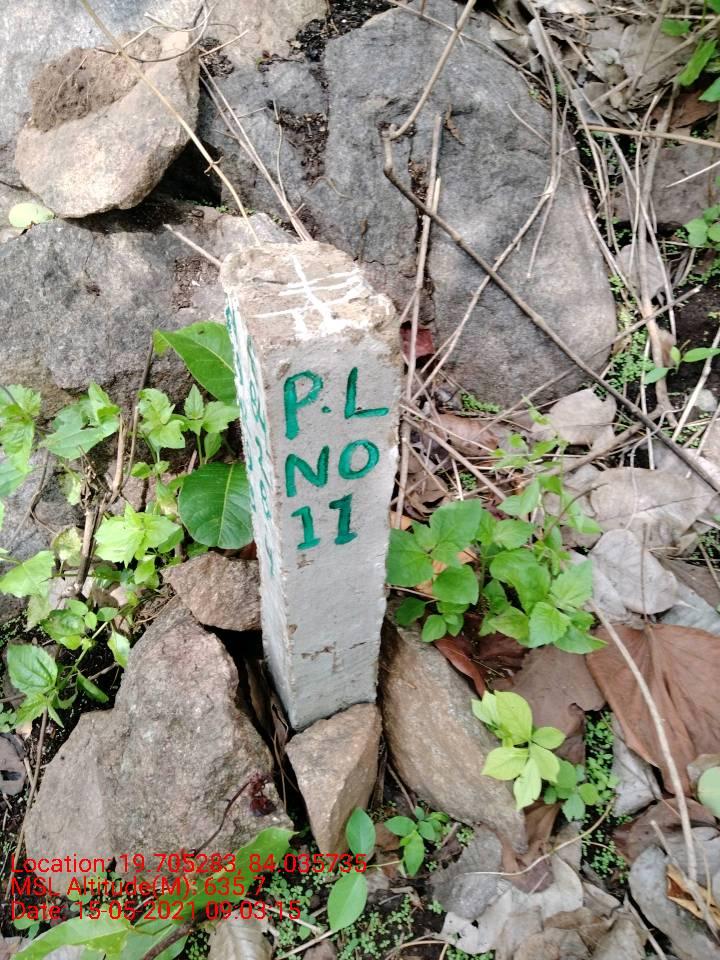 P.L
NO
11
Location: 19.705283, 84.035735
MSL Altitude(M): 635.7
Date: 15-05-2021 09:03:15